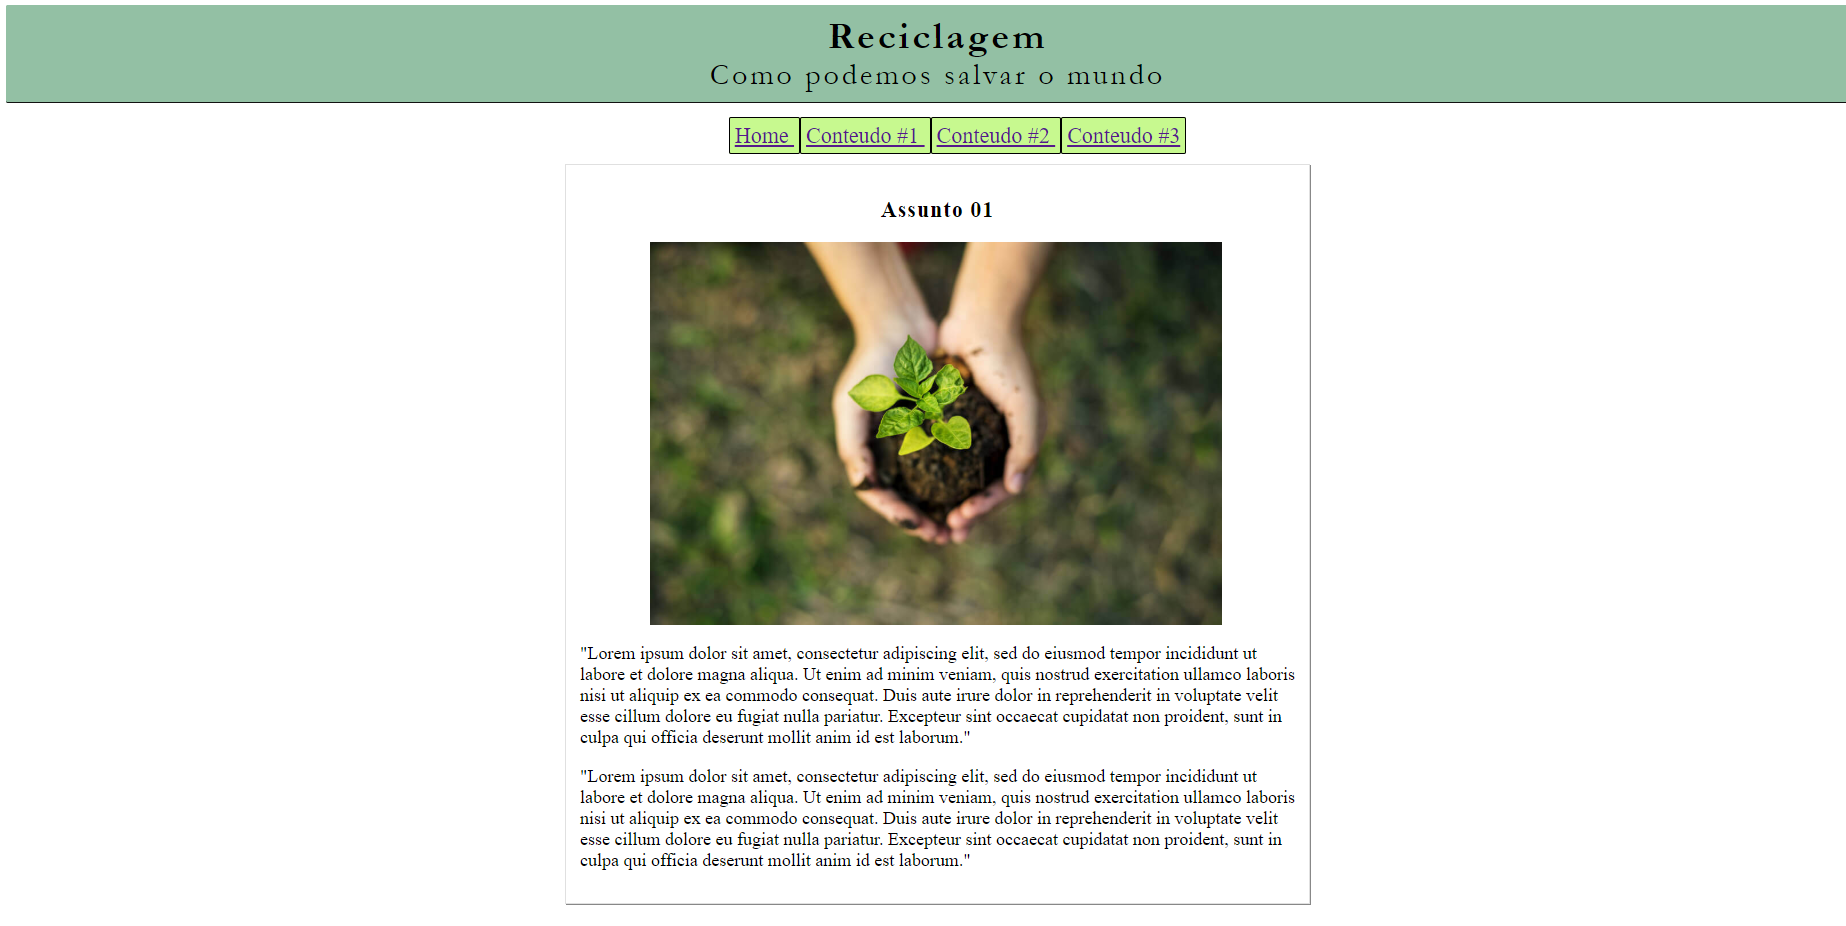 Reciclagem
Como podemos salvar o mundo
Home Conteudo #1 Conteudo #2 Conteudo #3
Assunto 01
"Lorem ipsum dolor sit amet, consectetur adipiscing elit, sed do eiusmod tempor incididunt ut
labore et dolore magna aliqua. Ut enim ad minim veniam, quis nostrud exercitation ullamco laboris
nisi ut aliquip ex ea commodo consequat. Duis aute irure dolor in reprehenderit in voluptate velit
esse cillum dolore eu fugiat nulla pariatur. Excepteur sint occaecat cupidatat non proident, sunt in
culpa qui officia deserunt mollit anim id est laborum."
"Lorem ipsum dolor sit amet, consectetur adipiscing elit, sed do eiusmod tempor incididunt ut
labore et dolore magna aliqua. Ut enim ad minim veniam, quis nostrud exercitation ullamco laboris
nisi ut aliquip ex ea commodo consequat. Duis aute irure dolor in reprehenderit in voluptate velit
esse cillum dolore eu fugiat nulla pariatur. Excepteur sint occaecat cupidatat non proident, sunt in
culpa qui officia deserunt mollit anim id est laborum."